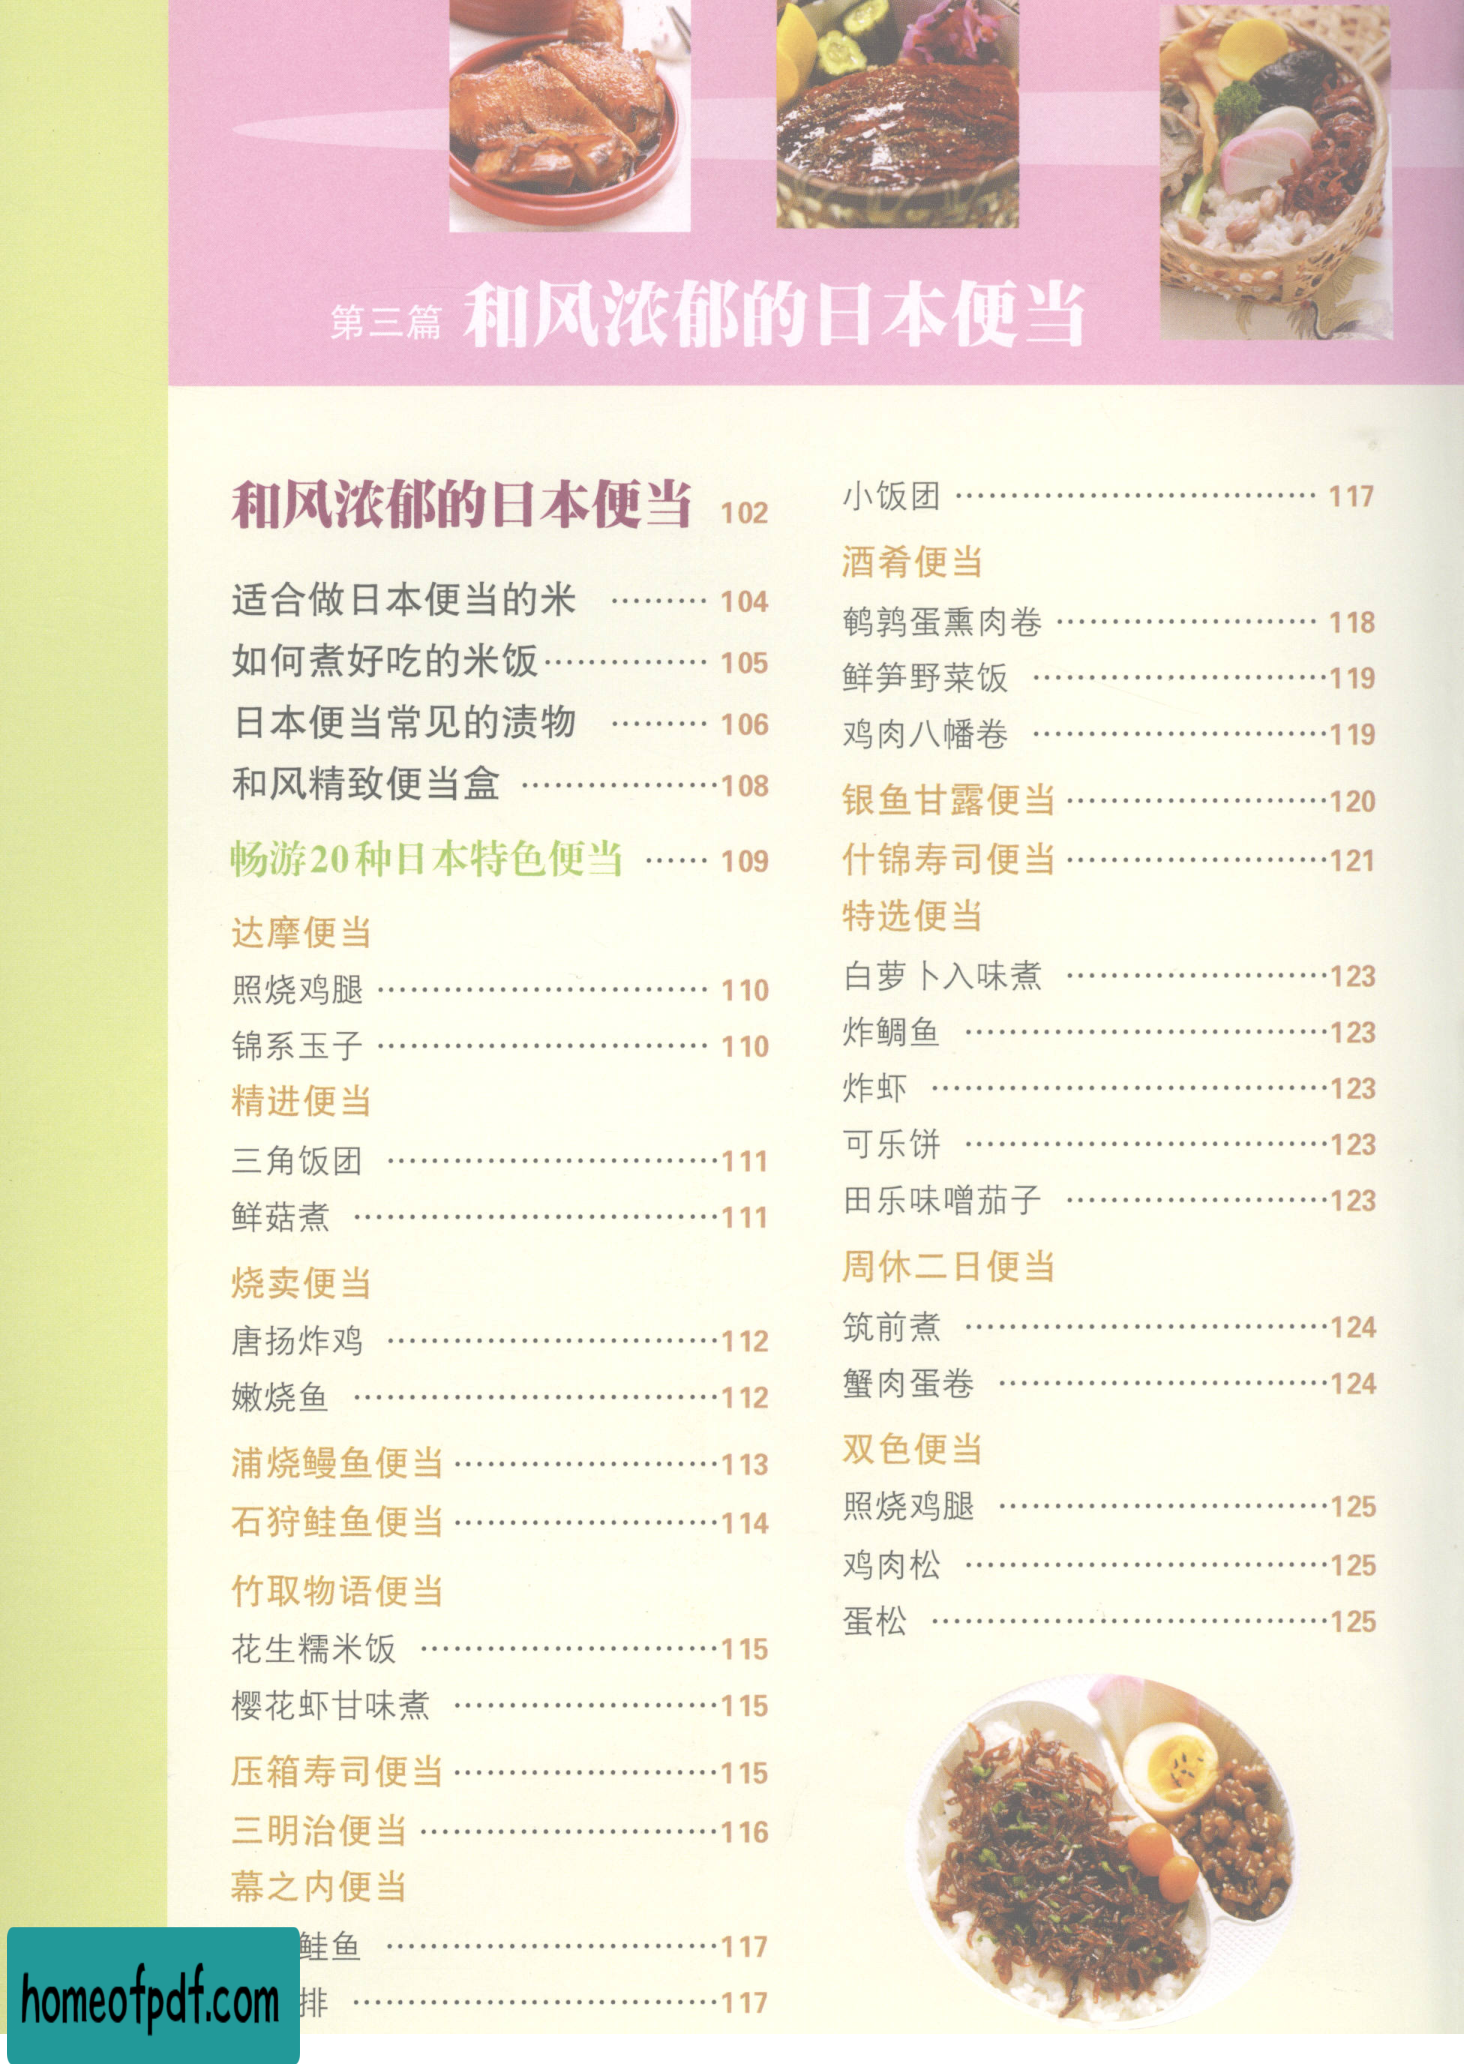 第三篇 和风浓郁的日本便当
和风浓郁的日本便当 102
适合做日本便当的米 ········· 104
如何煮好吃的米饭 ··············· 105
日本便当常见的渍物 ········· 106
和风精致便当盒 ·················· 108
畅游20种日本特色便当 ······ 109
达摩便当
照烧鸡腿 ······························ 110
锦系玉子 ······························ 110
精进便当
三角饭团 ······························ 111
鲜菇煮 ································· 111
烧卖便当
唐扬炸鸡 ······························ 112
嫩烧鱼 ································· 112
浦烧鳗鱼便当 ························ 113
石狩鲑鱼便当 ························ 114
竹取物语便当
花生糯米饭 ··························· 115
樱花虾甘味煮 ························ 115
压箱寿司便当 ························ 115
三明治便当 ··························· 116
幕之内便当
鲑鱼 ······························ 117
排 ································· 117
小饭团 ································· 117
酒肴便当
鹌鹑蛋熏肉卷 ························ 118
鲜笋野菜饭 ··························· 119
鸡肉八幡卷 ··························· 119
银鱼甘露便当 ························ 120
什锦寿司便当 ························ 121
特选便当
白萝卜入味煮 ························ 123
炸鲷鱼 ································· 123
炸虾 ···································· 123
可乐饼 ································· 123
田乐味噌茄子 ························ 123
周休二日便当
筑前煮 ································· 124
蟹肉蛋卷 ······························ 124
双色便当
照烧鸡腿 ······························ 125
鸡肉松 ································· 125
蛋松 ···································· 125
homeofpdf.com